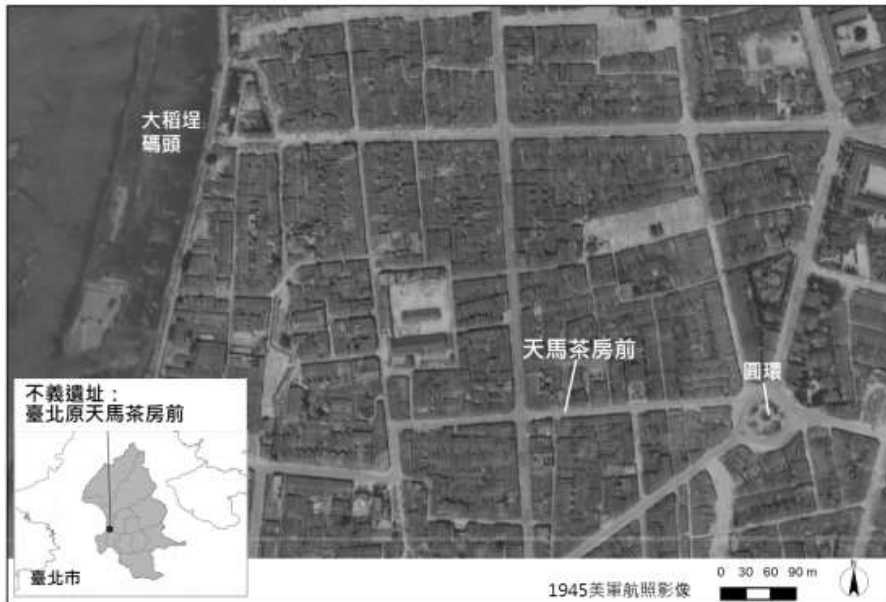 大稻埕
碼頭
天馬茶房前
圓環
不義遺址：
臺北原天馬茶房前
臺北市
1945美軍航照影像
0 30 60 90 m
N